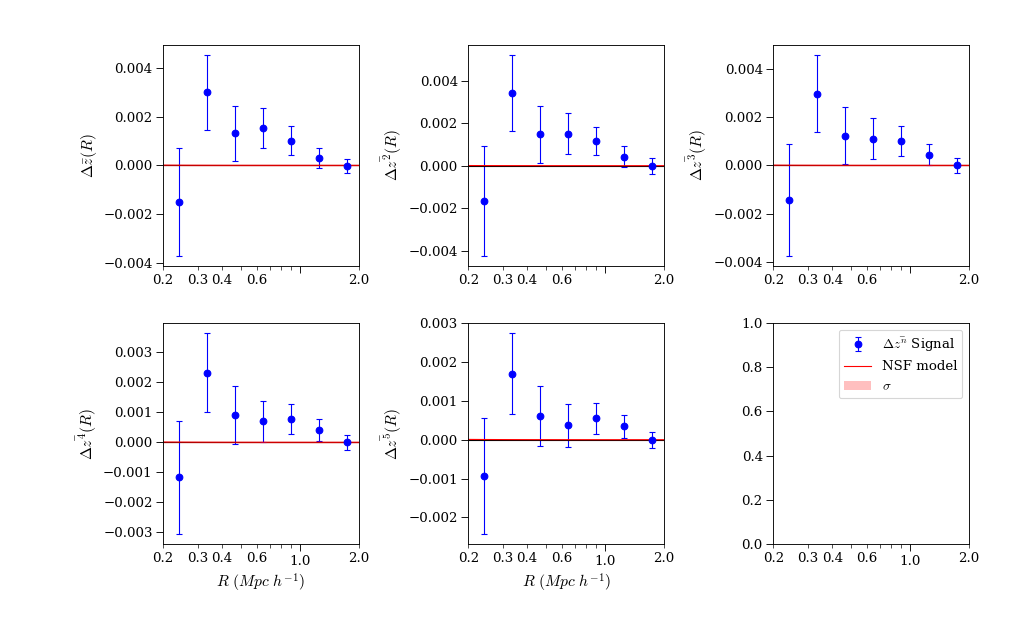 Δz̄(R)
0.004
0.002
0.000
−0.002
−0.004
0.2 0.3 0.4 0.6 2.0
Δz̄²(R)
0.004
0.002
0.000
−0.002
−0.004
0.2 0.3 0.4 0.6 2.0
Δz̄³(R)
0.004
0.002
0.000
−0.002
−0.004
0.2 0.3 0.4 0.6 2.0
Δz̄⁴(R)
0.003
0.002
0.001
0.000
−0.001
−0.002
−0.003
0.2 0.3 0.4 0.6 1.0 2.0
R (Mpc h⁻¹)
Δz̄⁵(R)
0.003
0.002
0.001
0.000
−0.001
−0.002
0.2 0.3 0.4 0.6 1.0 2.0
R (Mpc h⁻¹)
1.0
0.8
0.6
0.4
0.2
0.0
0.2 0.3 0.4 0.6 1.0 2.0
Δz̄ⁿ Signal
NSF model
σ